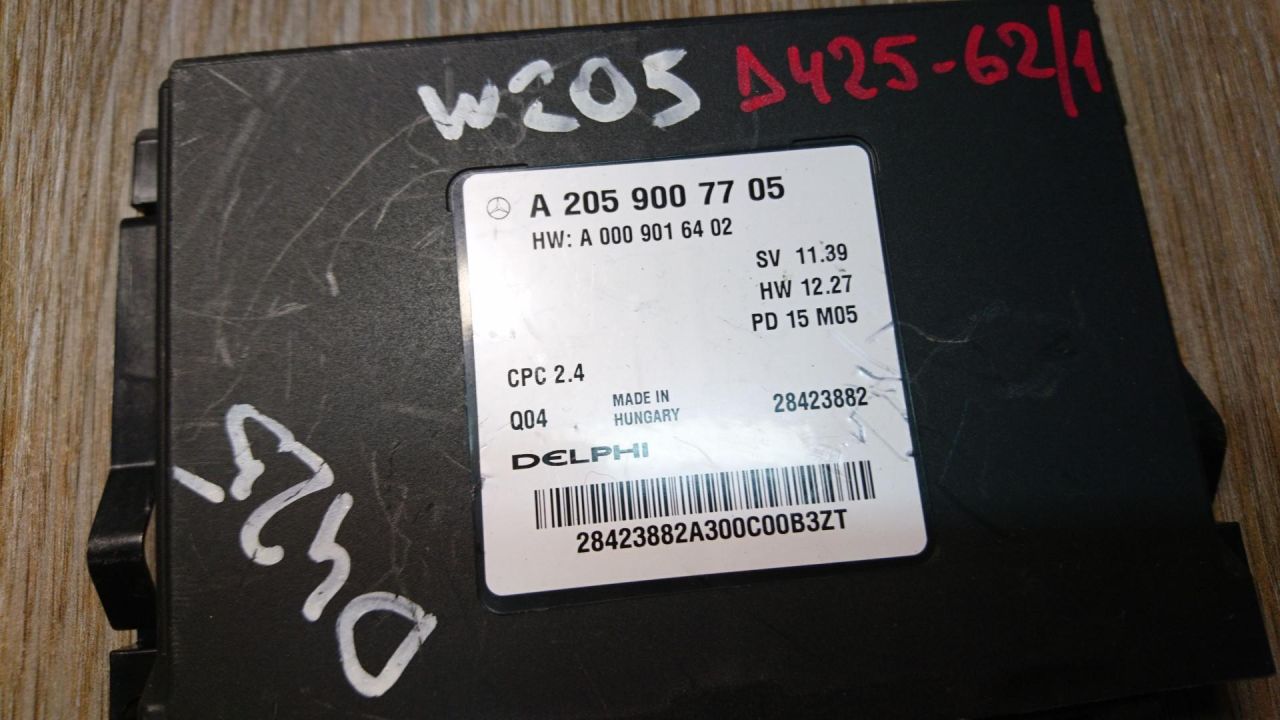 W205
D425-62/1
A 205 900 77 05
HW: A 000 901 64 02
SV 11.39
HW 12.27
PD 15 M05
CPC 2.4
Q04
MADE IN
HUNGARY
28423882
DELPHI
28423882A300C00B3ZT